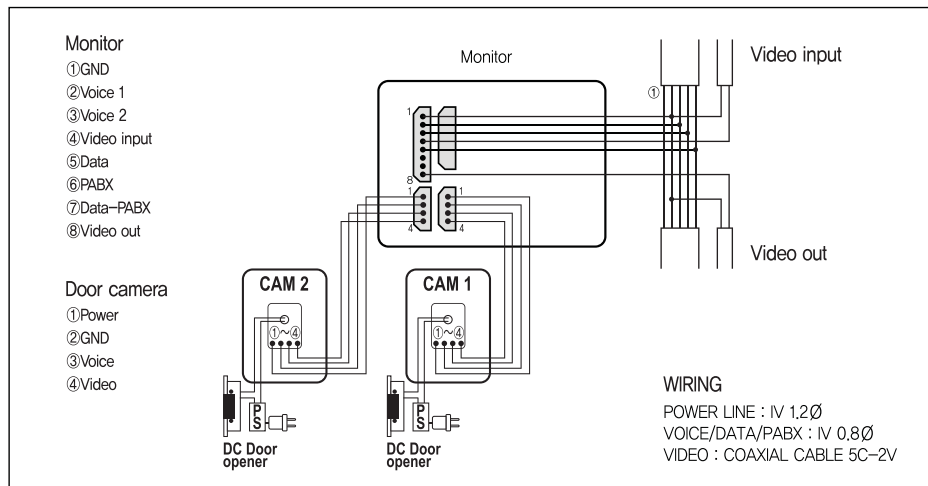 Monitor
①GND
②Voice 1
③Voice 2
④Video input
⑤Data
⑥PABX
⑦Data-PABX
⑧Video out
Door camera
①Power
②GND
③Voice
④Video
Monitor
1
8
1
4
1
4
①
Video input
Video out
CAM 2
①~④
CAM 1
①~④
PS
DC Door
opener
PS
DC Door
opener
WIRING
POWER LINE : IV 1.2Ø
VOICE/DATA/PABX : IV 0.8Ø
VIDEO : COAXIAL CABLE 5C-2V